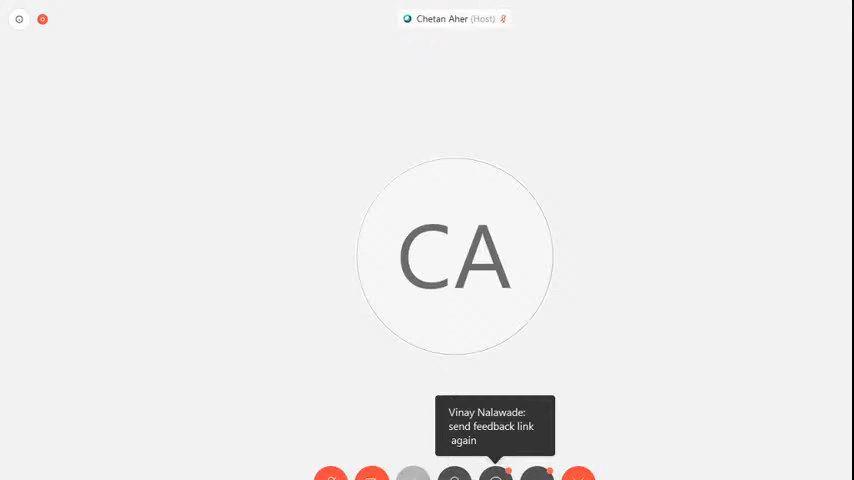 Chetan Aher (Host)
CA
Vinay Nalawade:
send feedback link
again